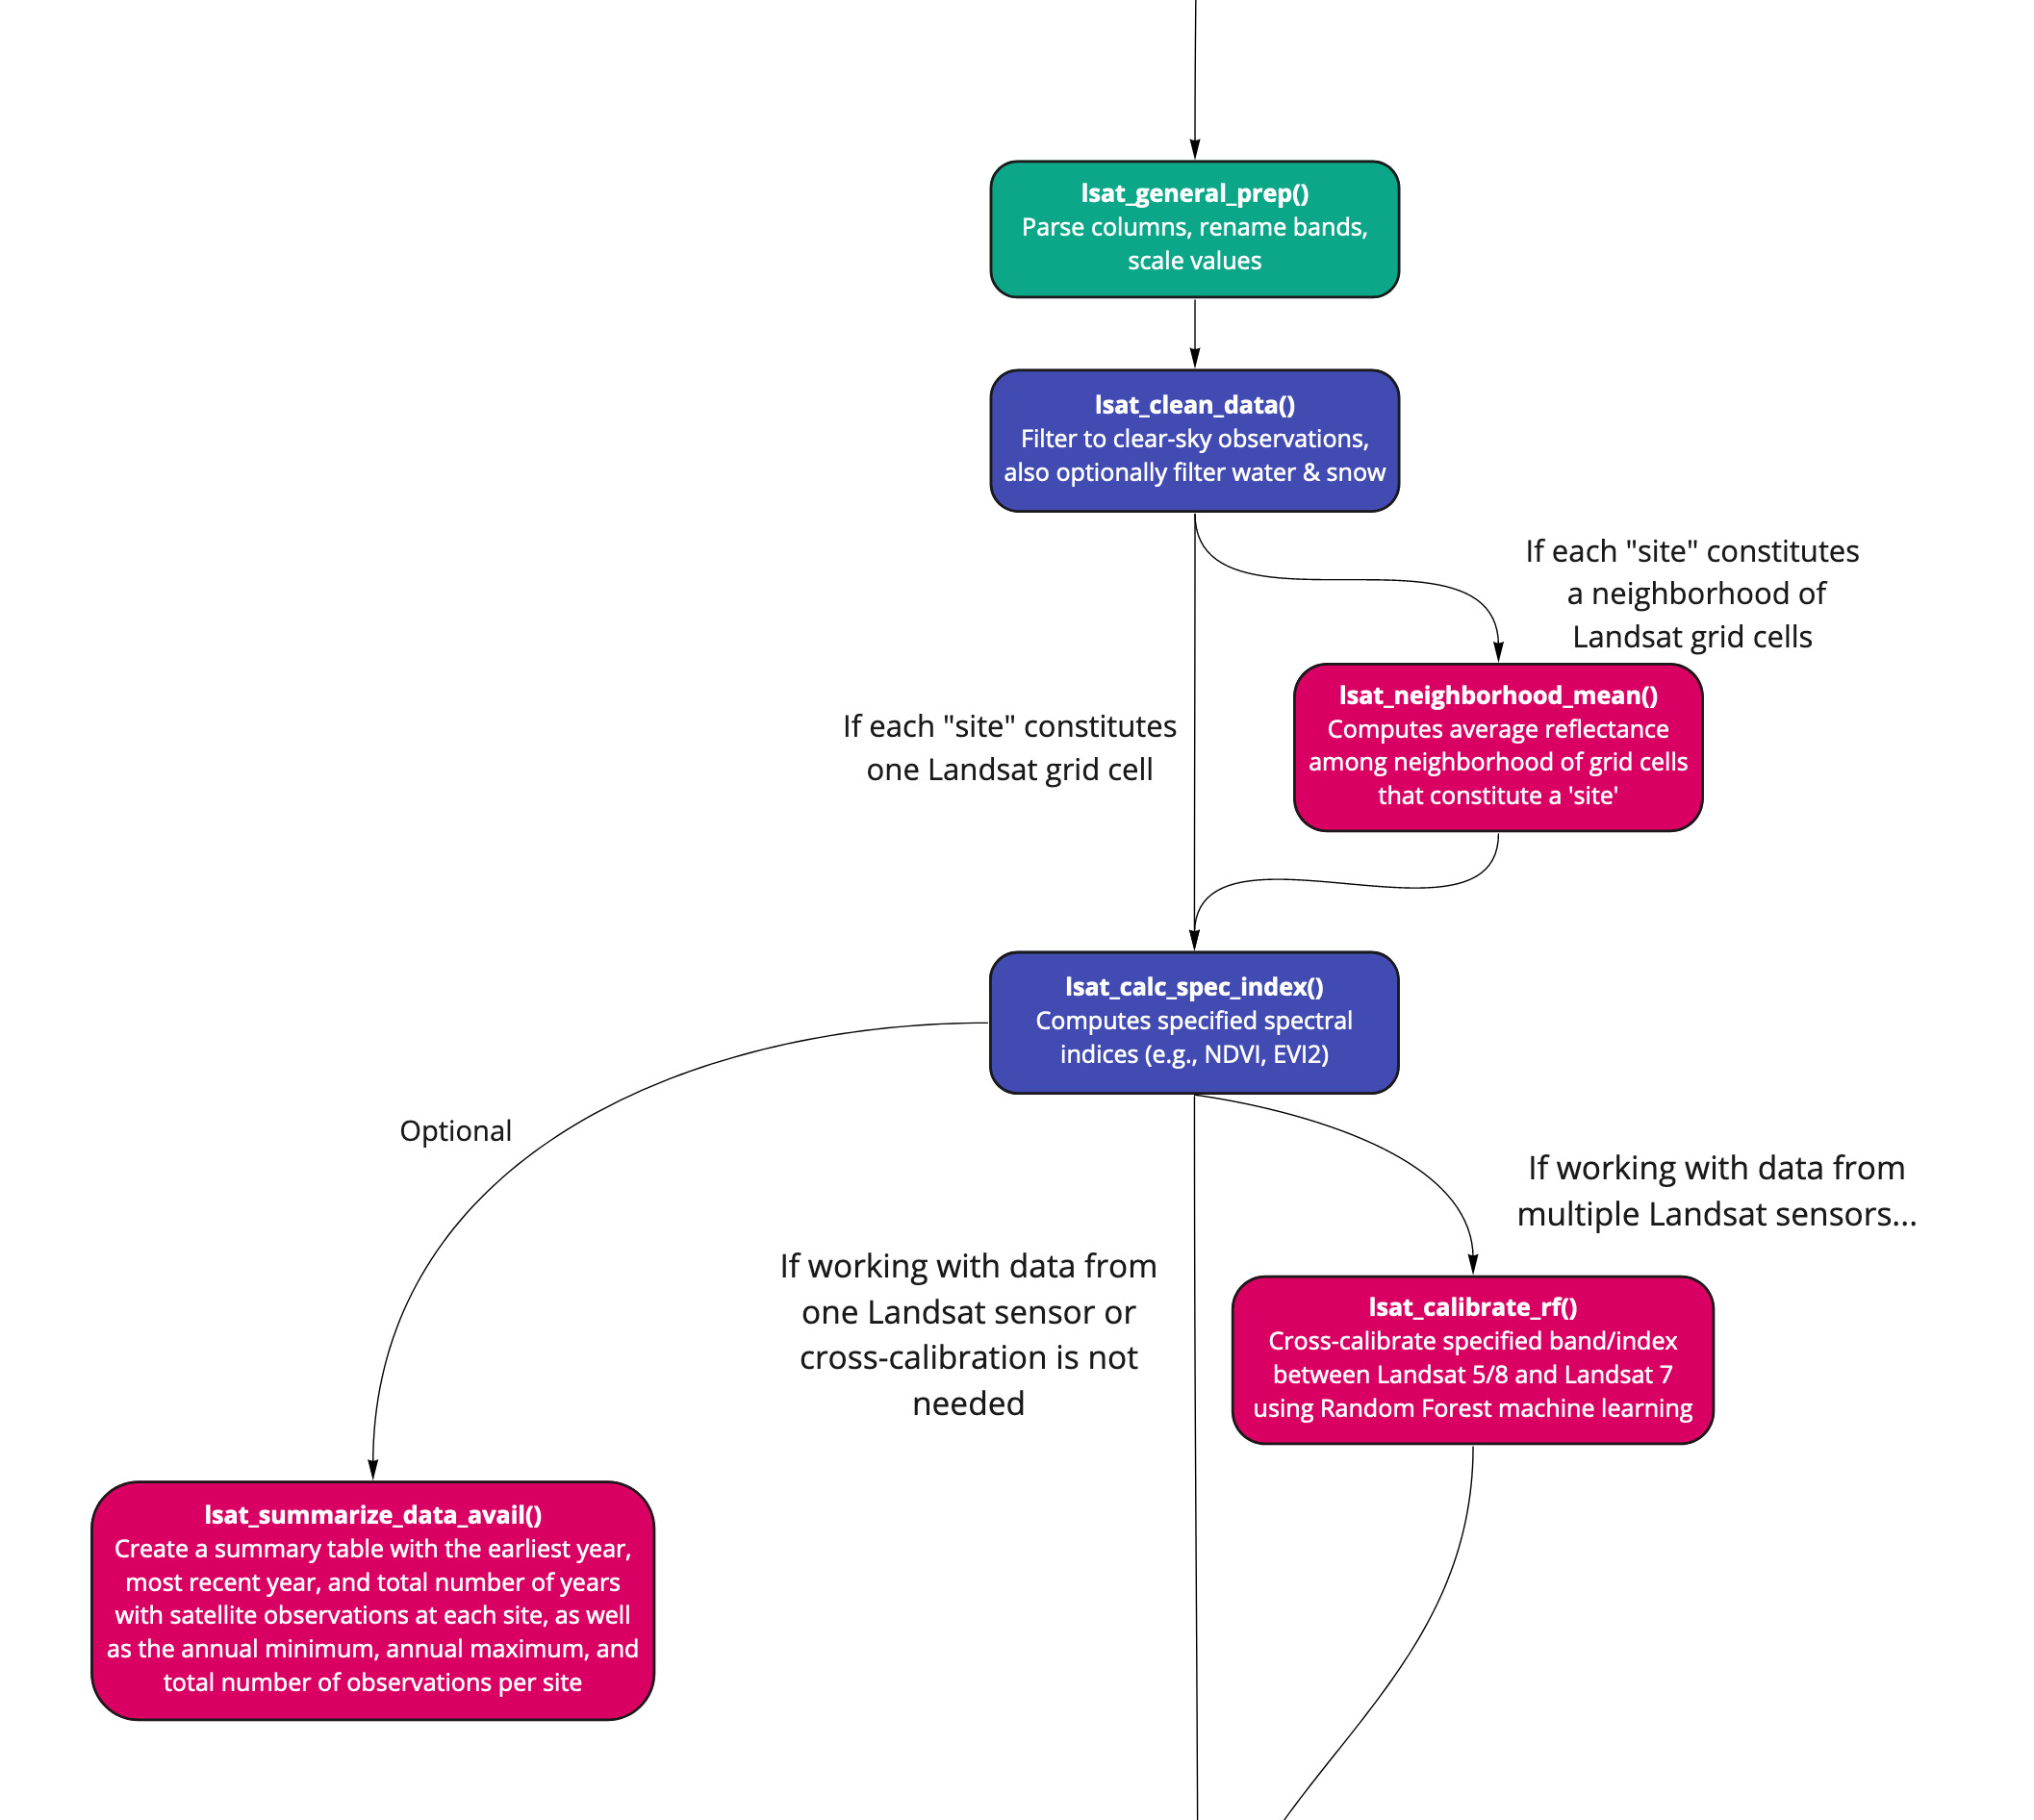 lsat_general_prep()
Parse columns, rename bands,
scale values
lsat_clean_data()
Filter to clear-sky observations,
also optionally filter water & snow
If each "site" constitutes
a neighborhood of
Landsat grid cells
lsat_neighborhood_mean()
Computes average reflectance
among neighborhood of grid cells
that constitute a 'site'
If each "site" constitutes
one Landsat grid cell
lsat_calc_spec_index()
Computes specified spectral
indices (e.g., NDVI, EVI2)
Optional
If working with data from
multiple Landsat sensors...
If working with data from
one Landsat sensor or
cross-calibration is not
needed
lsat_calibrate_rf()
Cross-calibrate specified band/index
between Landsat 5/8 and Landsat 7
using Random Forest machine learning
lsat_summarize_data_avail()
Create a summary table with the earliest year,
most recent year, and total number of years
with satellite observations at each site, as well
as the annual minimum, annual maximum, and
total number of observations per site